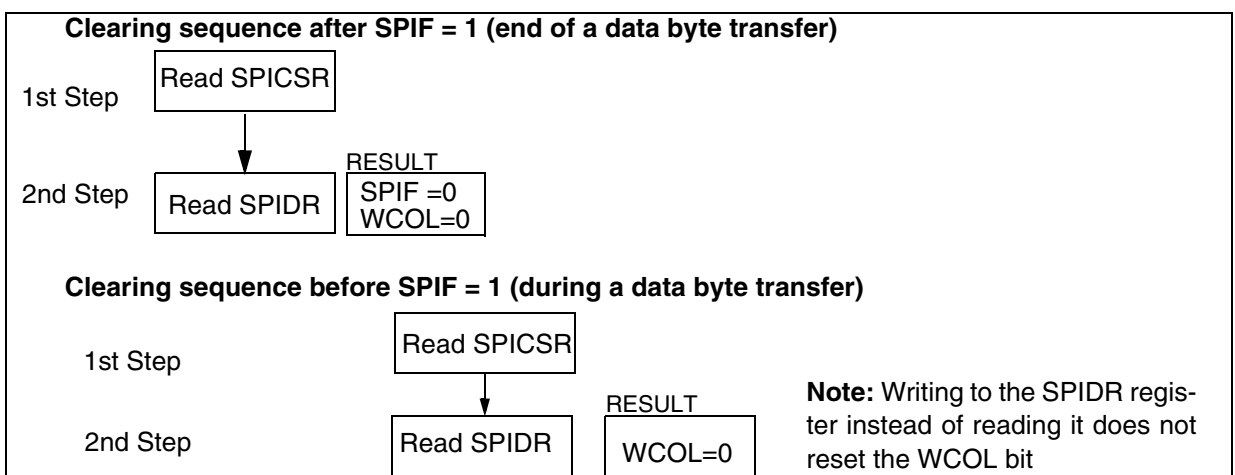 Clearing sequence after SPIF = 1 (end of a data byte transfer)
1st Step
Read SPICSR
2nd Step
Read SPIDR
RESULT
SPIF =0
WCOL=0
Clearing sequence before SPIF = 1 (during a data byte transfer)
1st Step
Read SPICSR
2nd Step
Read SPIDR
RESULT
WCOL=0
Note: Writing to the SPIDR regis-
ter instead of reading it does not
reset the WCOL bit